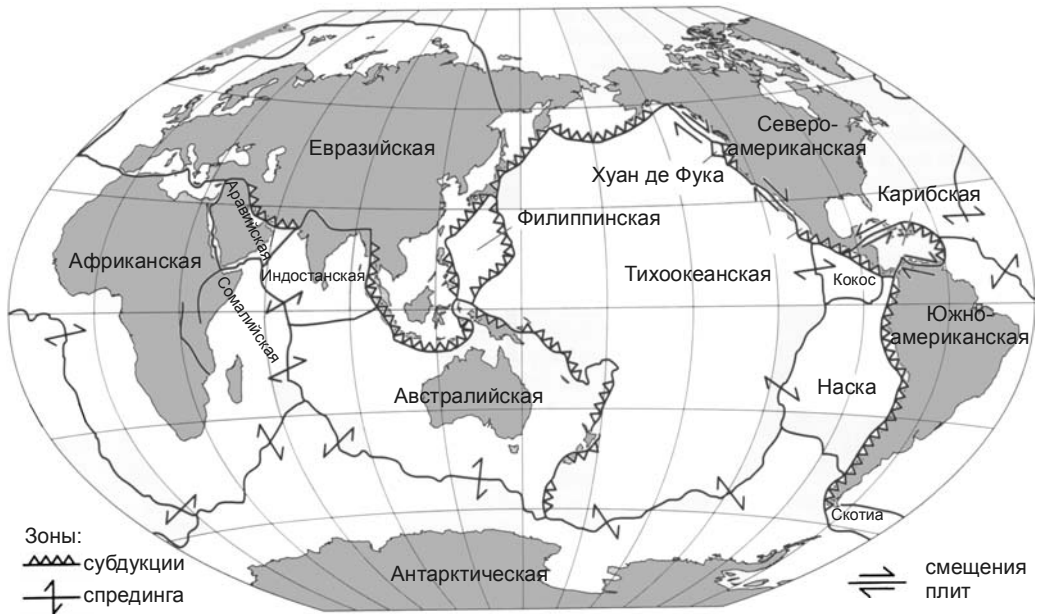 Евразийская
Северо-
американская
Хуан де Фука
Карибская
Аравийская
Филиппинская
Африканская
Индостанская
Тихоокеанская
Кокос
Сомалийская
Южно-
американская
Австралийская
Наска
Скотиа
Антарктическая
Зоны:
субдукции
спрединга
смещения
плит